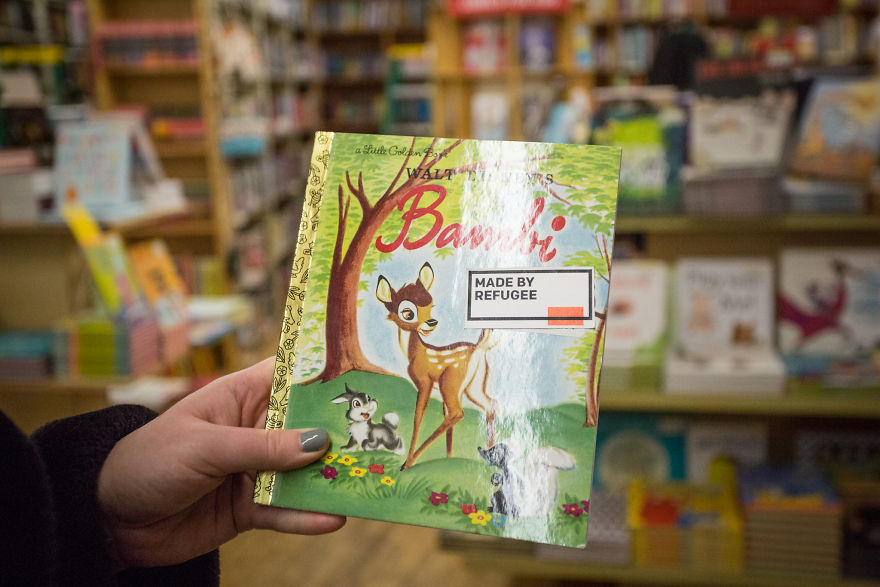 a Little Golden Book
WALT DISNEY'S
Bambi
MADE BY
REFUGEE